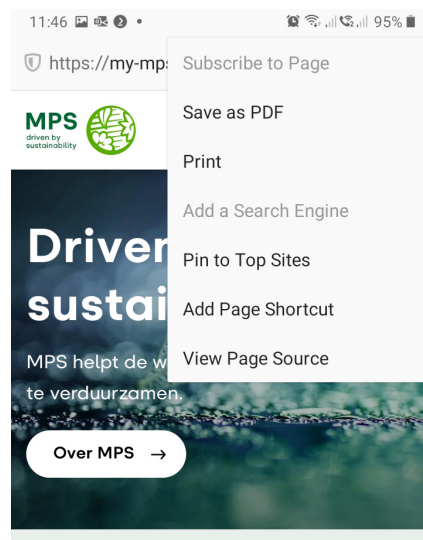 11:46
95%
https://my-mps
Subscribe to Page
Save as PDF
Print
Add a Search Engine
Pin to Top Sites
Add Page Shortcut
View Page Source
MPS
driven by
sustainability
Driven
sustai
MPS helpt de w
te verduurzamen.
Over MPS →